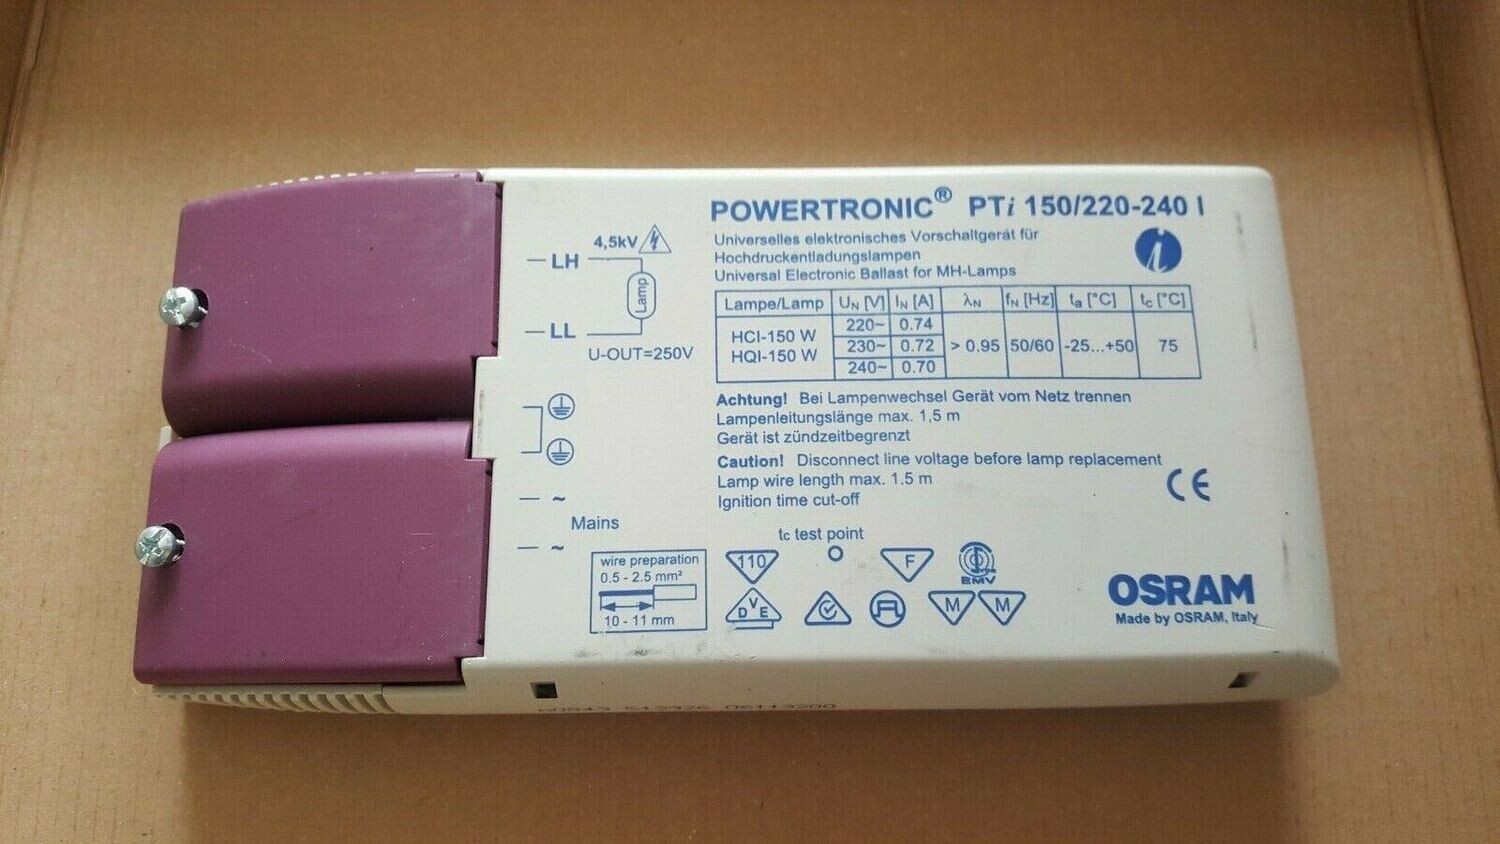 POWERTRONIC® PTi 150/220-240 I
Universelles elektronisches Vorschaltgerät für
Hochdruckentladungslampen
Universal Electronic Ballast for MH-Lamps
i
Lampe/Lamp UN [V] IN [A] λN fN [Hz] ta [°C] tc [°C]
HCI-150 W
HQI-150 W
220~ 0.74
230~ 0.72
240~ 0.70
> 0.95 50/60 -25...+50 75
Achtung! Bei Lampenwechsel Gerät vom Netz trennen
Lampenleitungslänge max. 1,5 m
Gerät ist zündzeitbegrenzt
Caution! Disconnect line voltage before lamp replacement
Lamp wire length max. 1.5 m
Ignition time cut-off
CE
4,5kV
LH
Lamp
LL
U-OUT=250V
~
Mains
~
wire preparation
0.5 - 2.5 mm²
10 - 11 mm
tc test point
110
F
EMV
DVE
M M
OSRAM
Made by OSRAM, Italy